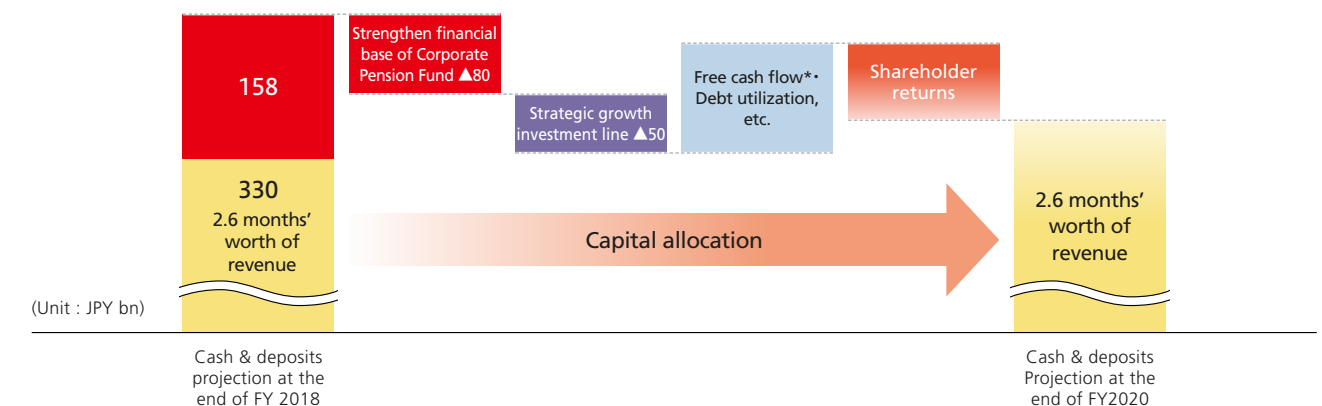 158
330
2.6 months’
worth of
revenue
Strengthen financial
base of Corporate
Pension Fund ▲80
Strategic growth
investment line ▲50
Free cash flow*・
Debt utilization,
etc.
Shareholder
returns
Capital allocation
2.6 months’
worth of
revenue
(Unit : JPY bn)
Cash & deposits
projection at the
end of FY 2018
Cash & deposits
Projection at the
end of FY2020